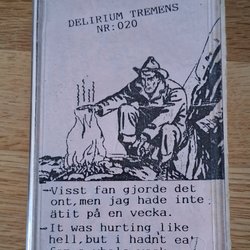 DELIRIUM TREMENS
NR:020
-Visst fan gjorde det
ont,men jag hade inte
ätit på en vecka.
-It was hurting like
hell,but i hadnt eat